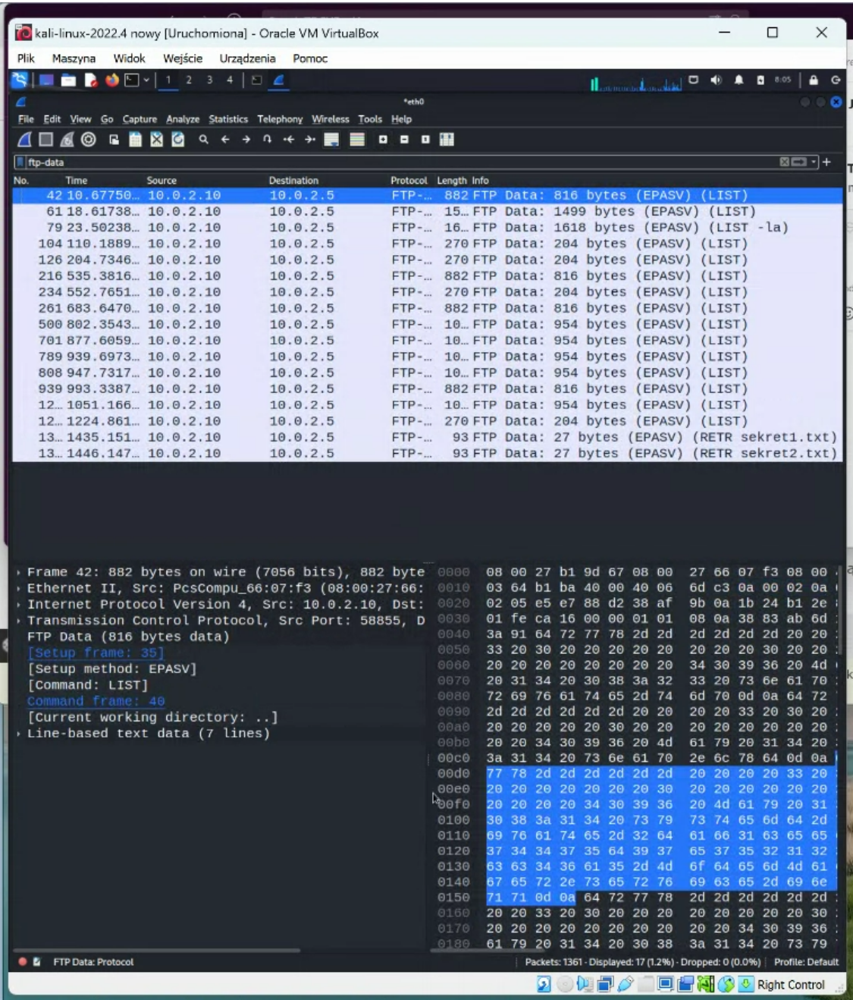 kali-linux-2022.4 nowy [Uruchomiona] - Oracle VM VirtualBox
Plik Maszyna Widok Wejście Urządzenia Pomoc
1 2 3 4 8:05
*eth0
File Edit View Go Capture Analyze Statistics Telephony Wireless Tools Help
ftp-data
No. Time Source Destination Protocol Length Info
42 10.67750… 10.0.2.10 10.0.2.5 FTP-… 882 FTP Data: 816 bytes (EPASV) (LIST)
61 18.61738… 10.0.2.10 10.0.2.5 FTP-… 15… FTP Data: 1499 bytes (EPASV) (LIST)
79 23.50238… 10.0.2.10 10.0.2.5 FTP-… 16… FTP Data: 1618 bytes (EPASV) (LIST -la)
104 110.1889… 10.0.2.10 10.0.2.5 FTP-… 270 FTP Data: 204 bytes (EPASV) (LIST)
126 204.7346… 10.0.2.10 10.0.2.5 FTP-… 270 FTP Data: 204 bytes (EPASV) (LIST)
216 535.3816… 10.0.2.10 10.0.2.5 FTP-… 882 FTP Data: 816 bytes (EPASV) (LIST)
234 552.7651… 10.0.2.10 10.0.2.5 FTP-… 270 FTP Data: 204 bytes (EPASV) (LIST)
261 683.6470… 10.0.2.10 10.0.2.5 FTP-… 882 FTP Data: 816 bytes (EPASV) (LIST)
500 802.3543… 10.0.2.10 10.0.2.5 FTP-… 10… FTP Data: 954 bytes (EPASV) (LIST)
701 877.6059… 10.0.2.10 10.0.2.5 FTP-… 10… FTP Data: 954 bytes (EPASV) (LIST)
789 939.6973… 10.0.2.10 10.0.2.5 FTP-… 10… FTP Data: 954 bytes (EPASV) (LIST)
808 947.7317… 10.0.2.10 10.0.2.5 FTP-… 10… FTP Data: 954 bytes (EPASV) (LIST)
939 993.3387… 10.0.2.10 10.0.2.5 FTP-… 882 FTP Data: 816 bytes (EPASV) (LIST)
12… 1051.166… 10.0.2.10 10.0.2.5 FTP-… 10… FTP Data: 954 bytes (EPASV) (LIST)
12… 1224.861… 10.0.2.10 10.0.2.5 FTP-… 270 FTP Data: 204 bytes (EPASV) (LIST)
13… 1435.151… 10.0.2.10 10.0.2.5 FTP-… 93 FTP Data: 27 bytes (EPASV) (RETR sekret1.txt)
13… 1446.147… 10.0.2.10 10.0.2.5 FTP-… 93 FTP Data: 27 bytes (EPASV) (RETR sekret2.txt)
Frame 42: 882 bytes on wire (7056 bits), 882 byte
Ethernet II, Src: PcsCompu_66:07:f3 (08:00:27:66:
Internet Protocol Version 4, Src: 10.0.2.10, Dst:
Transmission Control Protocol, Src Port: 58855, D
FTP Data (816 bytes data)
[Setup frame: 35]
[Setup method: EPASV]
[Command: LIST]
Command frame: 40
[Current working directory: ..]
Line-based text data (7 lines)
0000 08 00 27 b1 9d 67 08 00 27 66 07 f3 08 00
0010 03 64 b1 ba 40 00 40 06 6d c3 0a 00 02 0a
0020 02 05 e5 e7 88 d2 38 af 9b 0a 1b 24 b1 2e
0030 01 fe ca 16 00 00 01 01 08 0a 38 83 ab 6d
0040 3a 91 64 72 77 78 2d 2d 2d 2d 2d 2d 20 20
0050 33 20 30 20 20 20 20 20 20 20 20 30 20 20
0060 20 20 20 20 20 20 20 20 34 30 39 36 20 4d
0070 20 31 34 20 30 38 3a 32 33 20 73 6e 61 70
0080 72 69 76 61 74 65 2d 74 6d 70 0d 0a 64 72
0090 2d 2d 2d 2d 2d 2d 20 20 20 20 33 20 30 20
00a0 20 20 20 20 20 30 20 20 20 20 20 20 20 20
00b0 20 20 34 30 39 36 20 4d 61 79 20 31 34 20
00c0 3a 31 34 20 73 6e 61 70 2e 6c 78 64 0d 0a
00d0 77 78 2d 2d 2d 2d 2d 2d 20 20 20 20 33 20
00e0 20 20 20 20 20 20 20 30 20 20 20 20 20 20
00f0 20 20 20 20 34 30 39 36 20 4d 61 79 20 31
0100 30 38 3a 31 34 20 73 79 73 74 65 6d 64 2d
0110 69 76 61 74 65 2d 32 64 61 66 31 63 65 65
0120 37 34 34 37 35 64 39 37 65 37 35 32 31 32
0130 63 63 34 36 61 35 2d 4d 6f 64 65 6d 4d 61
0140 67 65 72 2e 73 65 72 76 69 63 65 2d 69 6e
0150 71 71 0d 0a 64 72 77 78 2d 2d 2d 2d 2d 2d
0160 20 20 33 20 30 20 20 20 20 20 20 20 20 30
0170 20 20 20 20 20 20 20 20 20 20 34 30 39 36
0180 61 79 20 31 34 20 30 38 3a 31 34 20 73 79
FTP Data: Protocol Packets: 1361 · Displayed: 17 (1.2%) · Dropped: 0 (0.0%) Profile: Default
Right Control